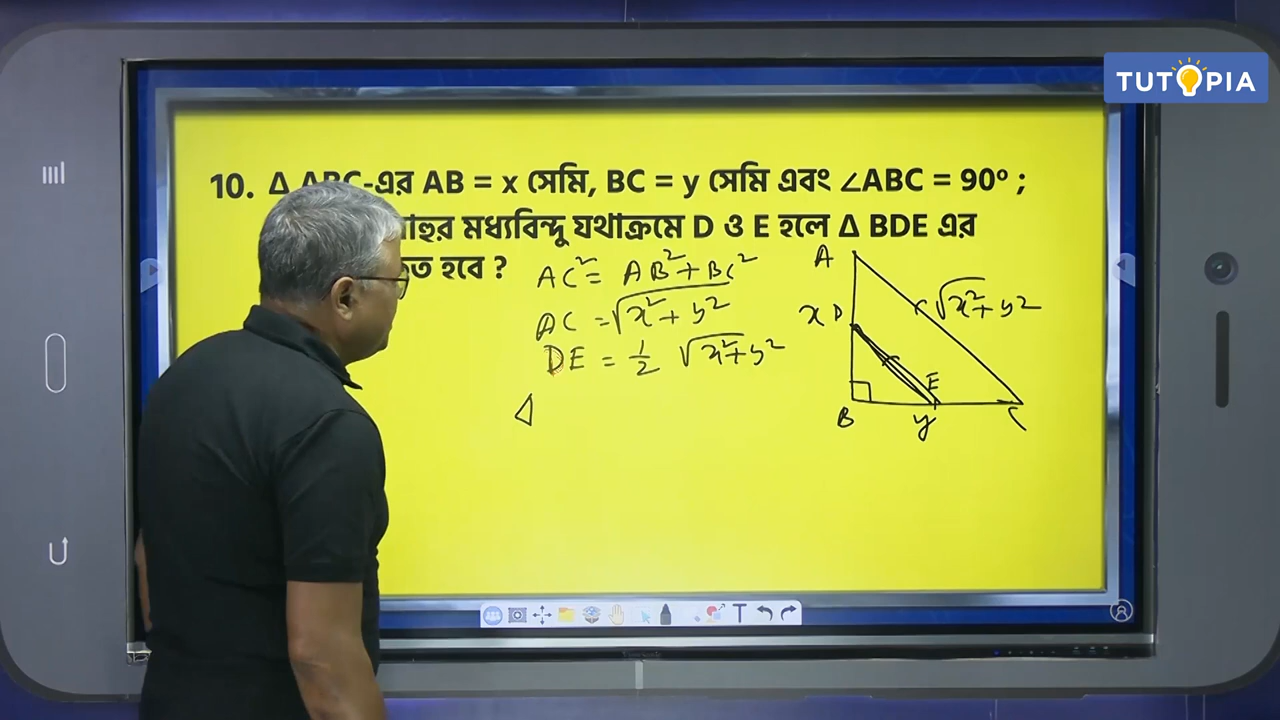 TUTOPIA
10. Δ ABC-এর AB = x সেমি, BC = y সেমি এবং ∠ABC = 90° ;
মধ্যবিন্দু যথাক্রমে D ও E হলে Δ BDE এর
হবে ?
AC² = AB² + BC²
AC = √x² + y²
DE = 1/2 √x² + y²
Δ
A
x D
√x² + y²
E
B
y
C
T